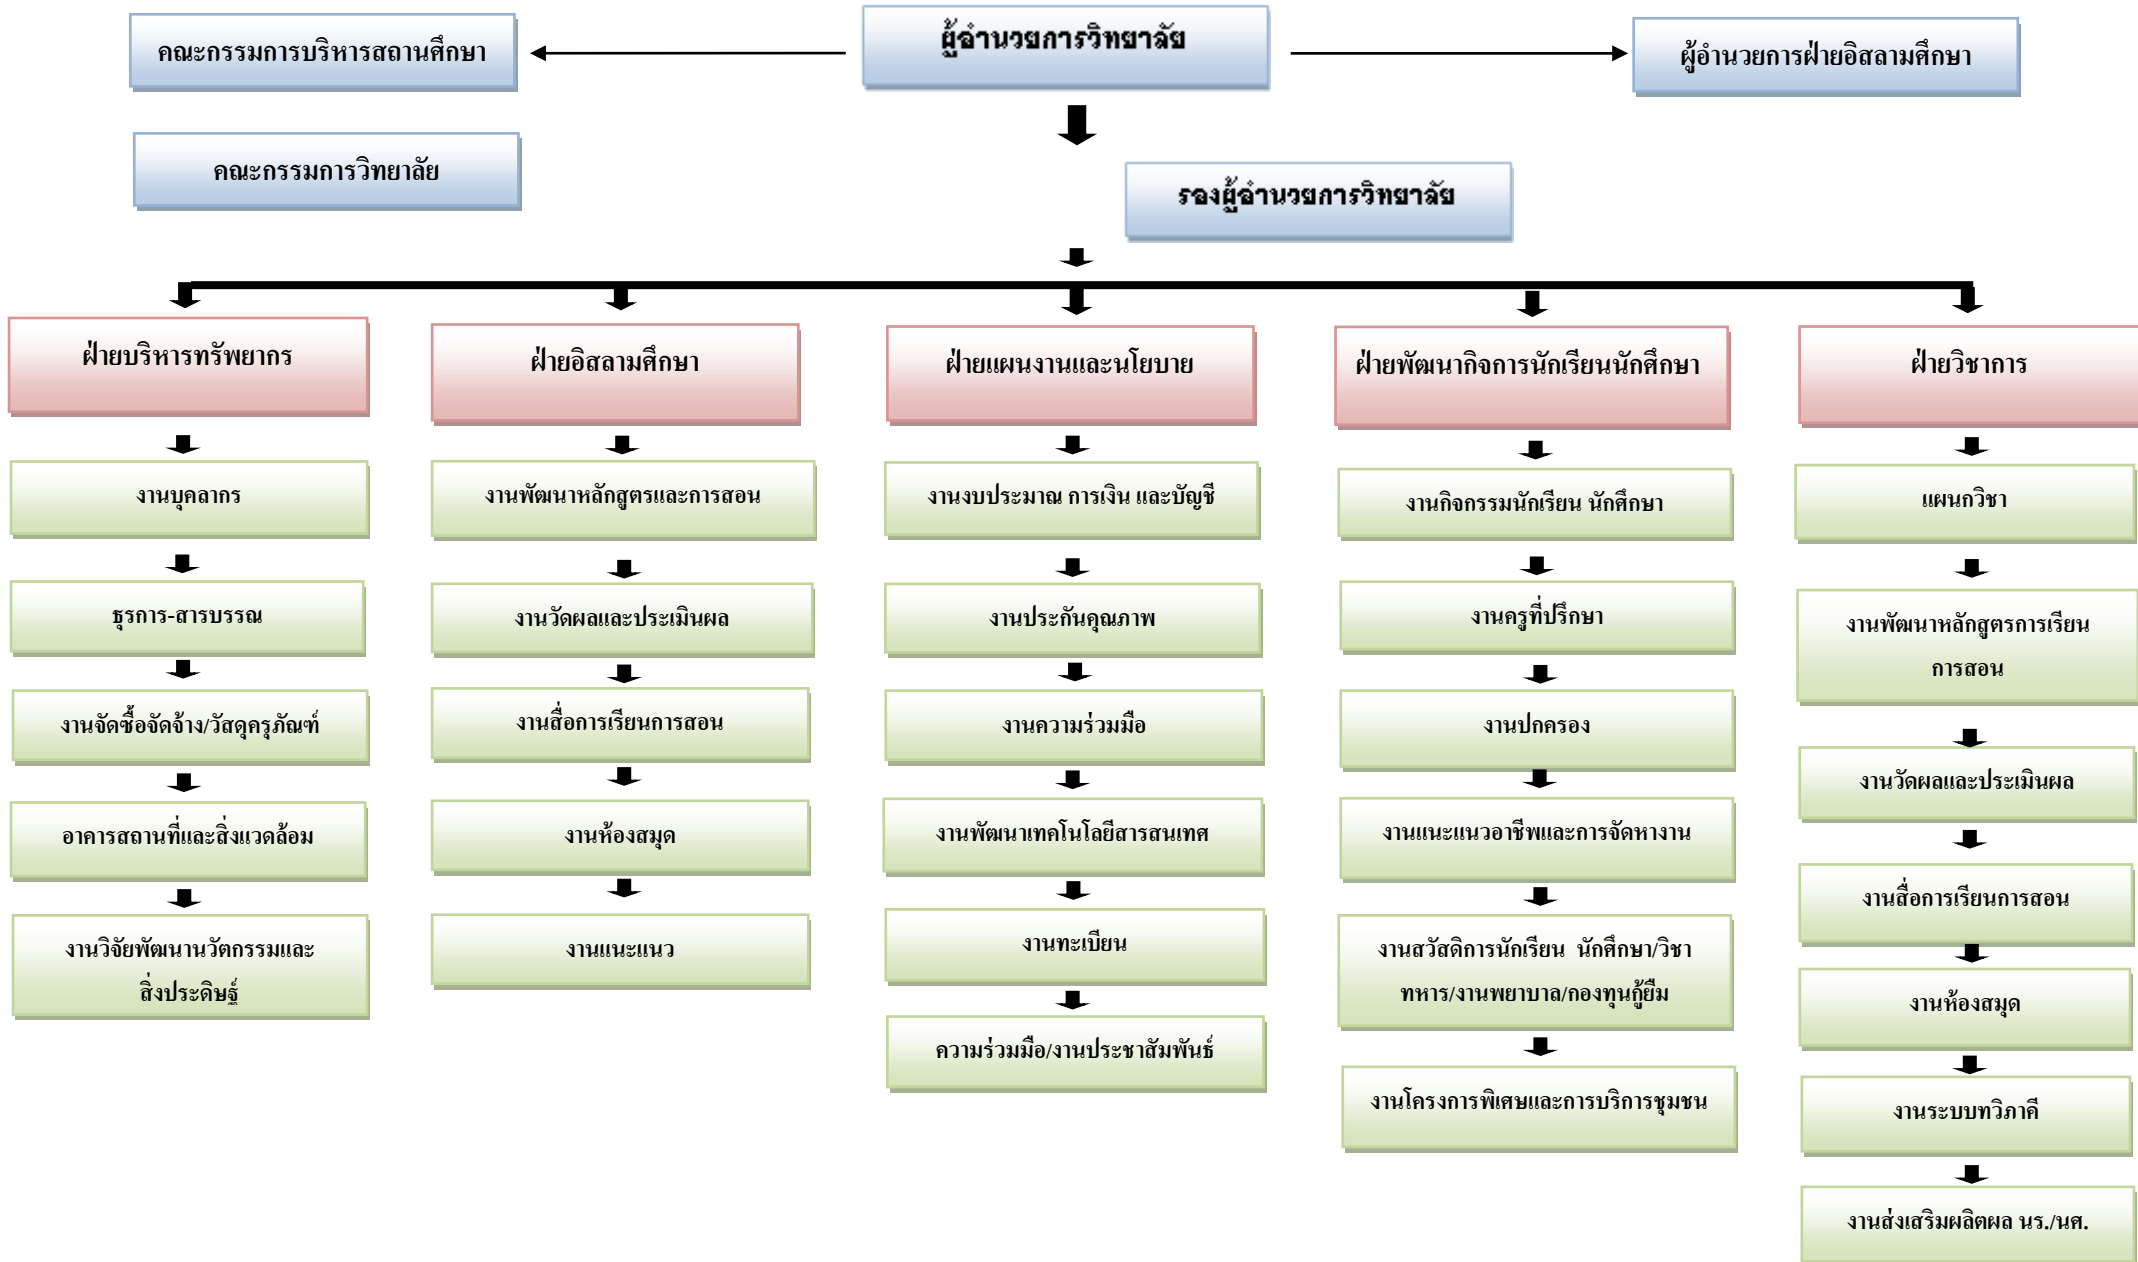 คณะกรรมการบริหารสถานศึกษา
ผู้อำนวยการวิทยาลัย
ผู้อำนวยการฝ่ายอิสลามศึกษา
คณะกรรมการวิทยาลัย
รองผู้อำนวยการวิทยาลัย
ฝ่ายบริหารทรัพยากร
งานบุคลากร
ธุรการ-สารบรรณ
งานจัดซื้อจัดจ้าง/วัสดุครุภัณฑ์
อาคารสถานที่และสิ่งแวดล้อม
งานวิจัยพัฒนานวัตกรรมและ
สิ่งประดิษฐ์
ฝ่ายอิสลามศึกษา
งานพัฒนาหลักสูตรและการสอน
งานวัดผลและประเมินผล
งานสื่อการเรียนการสอน
งานห้องสมุด
งานแนะแนว
ฝ่ายแผนงานและนโยบาย
งานงบประมาณ การเงิน และบัญชี
งานประกันคุณภาพ
งานความร่วมมือ
งานพัฒนาเทคโนโลยีสารสนเทศ
งานทะเบียน
ความร่วมมือ/งานประชาสัมพันธ์
ฝ่ายพัฒนากิจการนักเรียนนักศึกษา
งานกิจกรรมนักเรียน นักศึกษา
งานครูที่ปรึกษา
งานปกครอง
งานแนะแนวอาชีพและการจัดหางาน
งานสวัสดิการนักเรียน นักศึกษา/วิชา
ทหาร/งานพยาบาล/กองทุนกู้ยืม
งานโครงการพิเศษและการบริการชุมชน
ฝ่ายวิชาการ
แผนกวิชา
งานพัฒนาหลักสูตรการเรียน
การสอน
งานวัดผลและประเมินผล
งานสื่อการเรียนการสอน
งานห้องสมุด
งานระบบทวิภาคี
งานส่งเสริมผลิตผล นร./นศ.